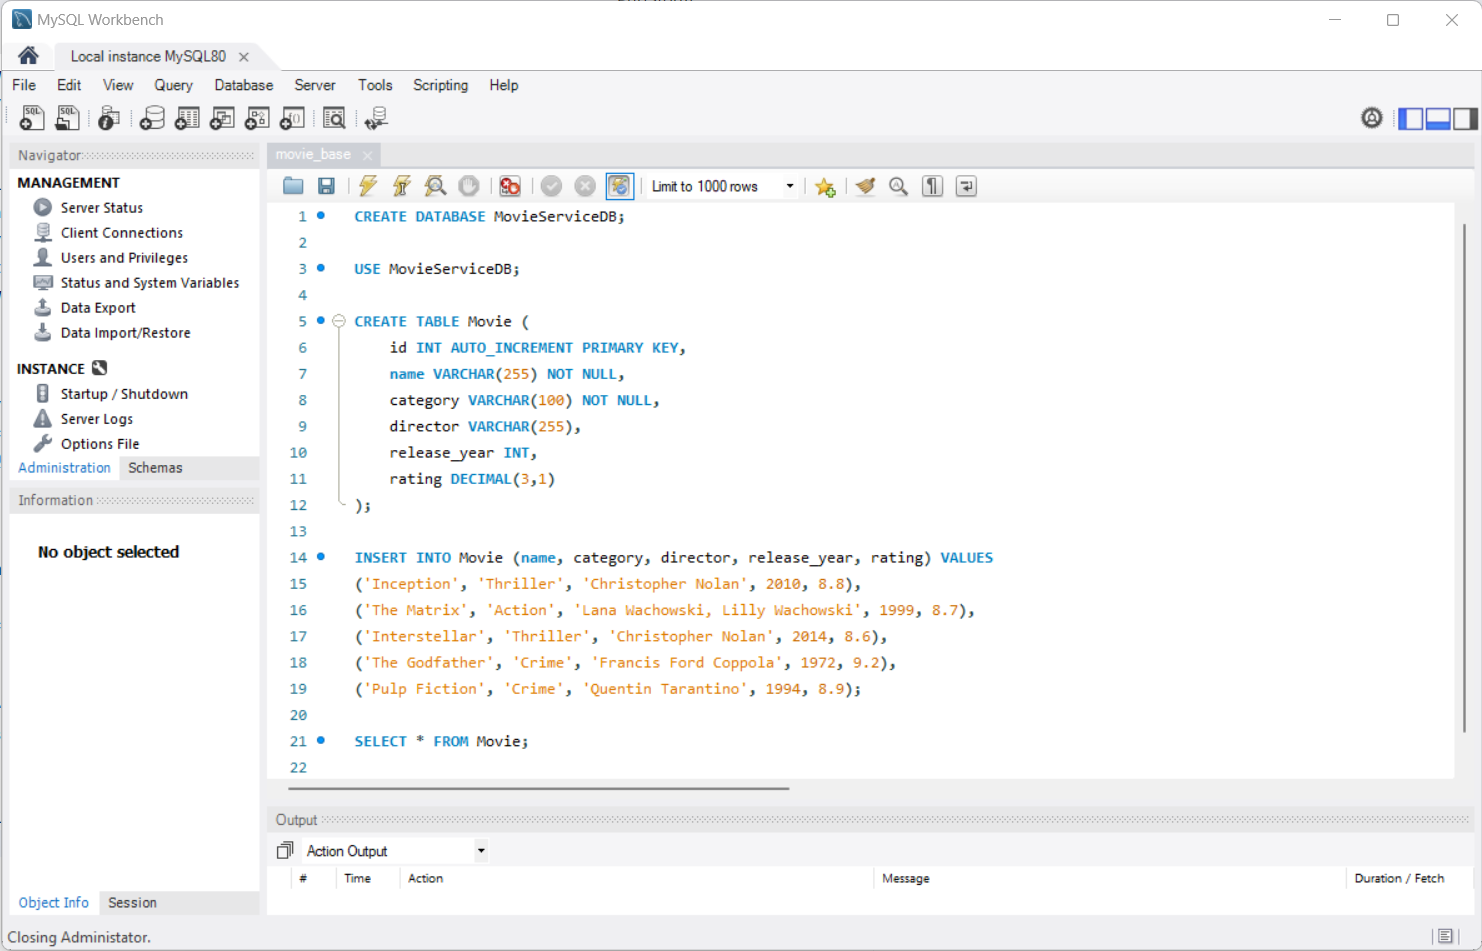 MySQL Workbench
Local instance MySQL80
File Edit View Query Database Server Tools Scripting Help
Navigator
MANAGEMENT
Server Status
Client Connections
Users and Privileges
Status and System Variables
Data Export
Data Import/Restore
INSTANCE
Startup / Shutdown
Server Logs
Options File
Administration Schemas
Information
No object selected
Object Info Session
movie_base
Limit to 1000 rows
1 CREATE DATABASE MovieServiceDB;
2
3 USE MovieServiceDB;
4
5 CREATE TABLE Movie (
6 id INT AUTO_INCREMENT PRIMARY KEY,
7 name VARCHAR(255) NOT NULL,
8 category VARCHAR(100) NOT NULL,
9 director VARCHAR(255),
10 release_year INT,
11 rating DECIMAL(3,1)
12 );
13
14 INSERT INTO Movie (name, category, director, release_year, rating) VALUES
15 ('Inception', 'Thriller', 'Christopher Nolan', 2010, 8.8),
16 ('The Matrix', 'Action', 'Lana Wachowski, Lilly Wachowski', 1999, 8.7),
17 ('Interstellar', 'Thriller', 'Christopher Nolan', 2014, 8.6),
18 ('The Godfather', 'Crime', 'Francis Ford Coppola', 1972, 9.2),
19 ('Pulp Fiction', 'Crime', 'Quentin Tarantino', 1994, 8.9);
20
21 SELECT * FROM Movie;
22
Output
Action Output
# Time Action Message Duration / Fetch
Closing Administator.